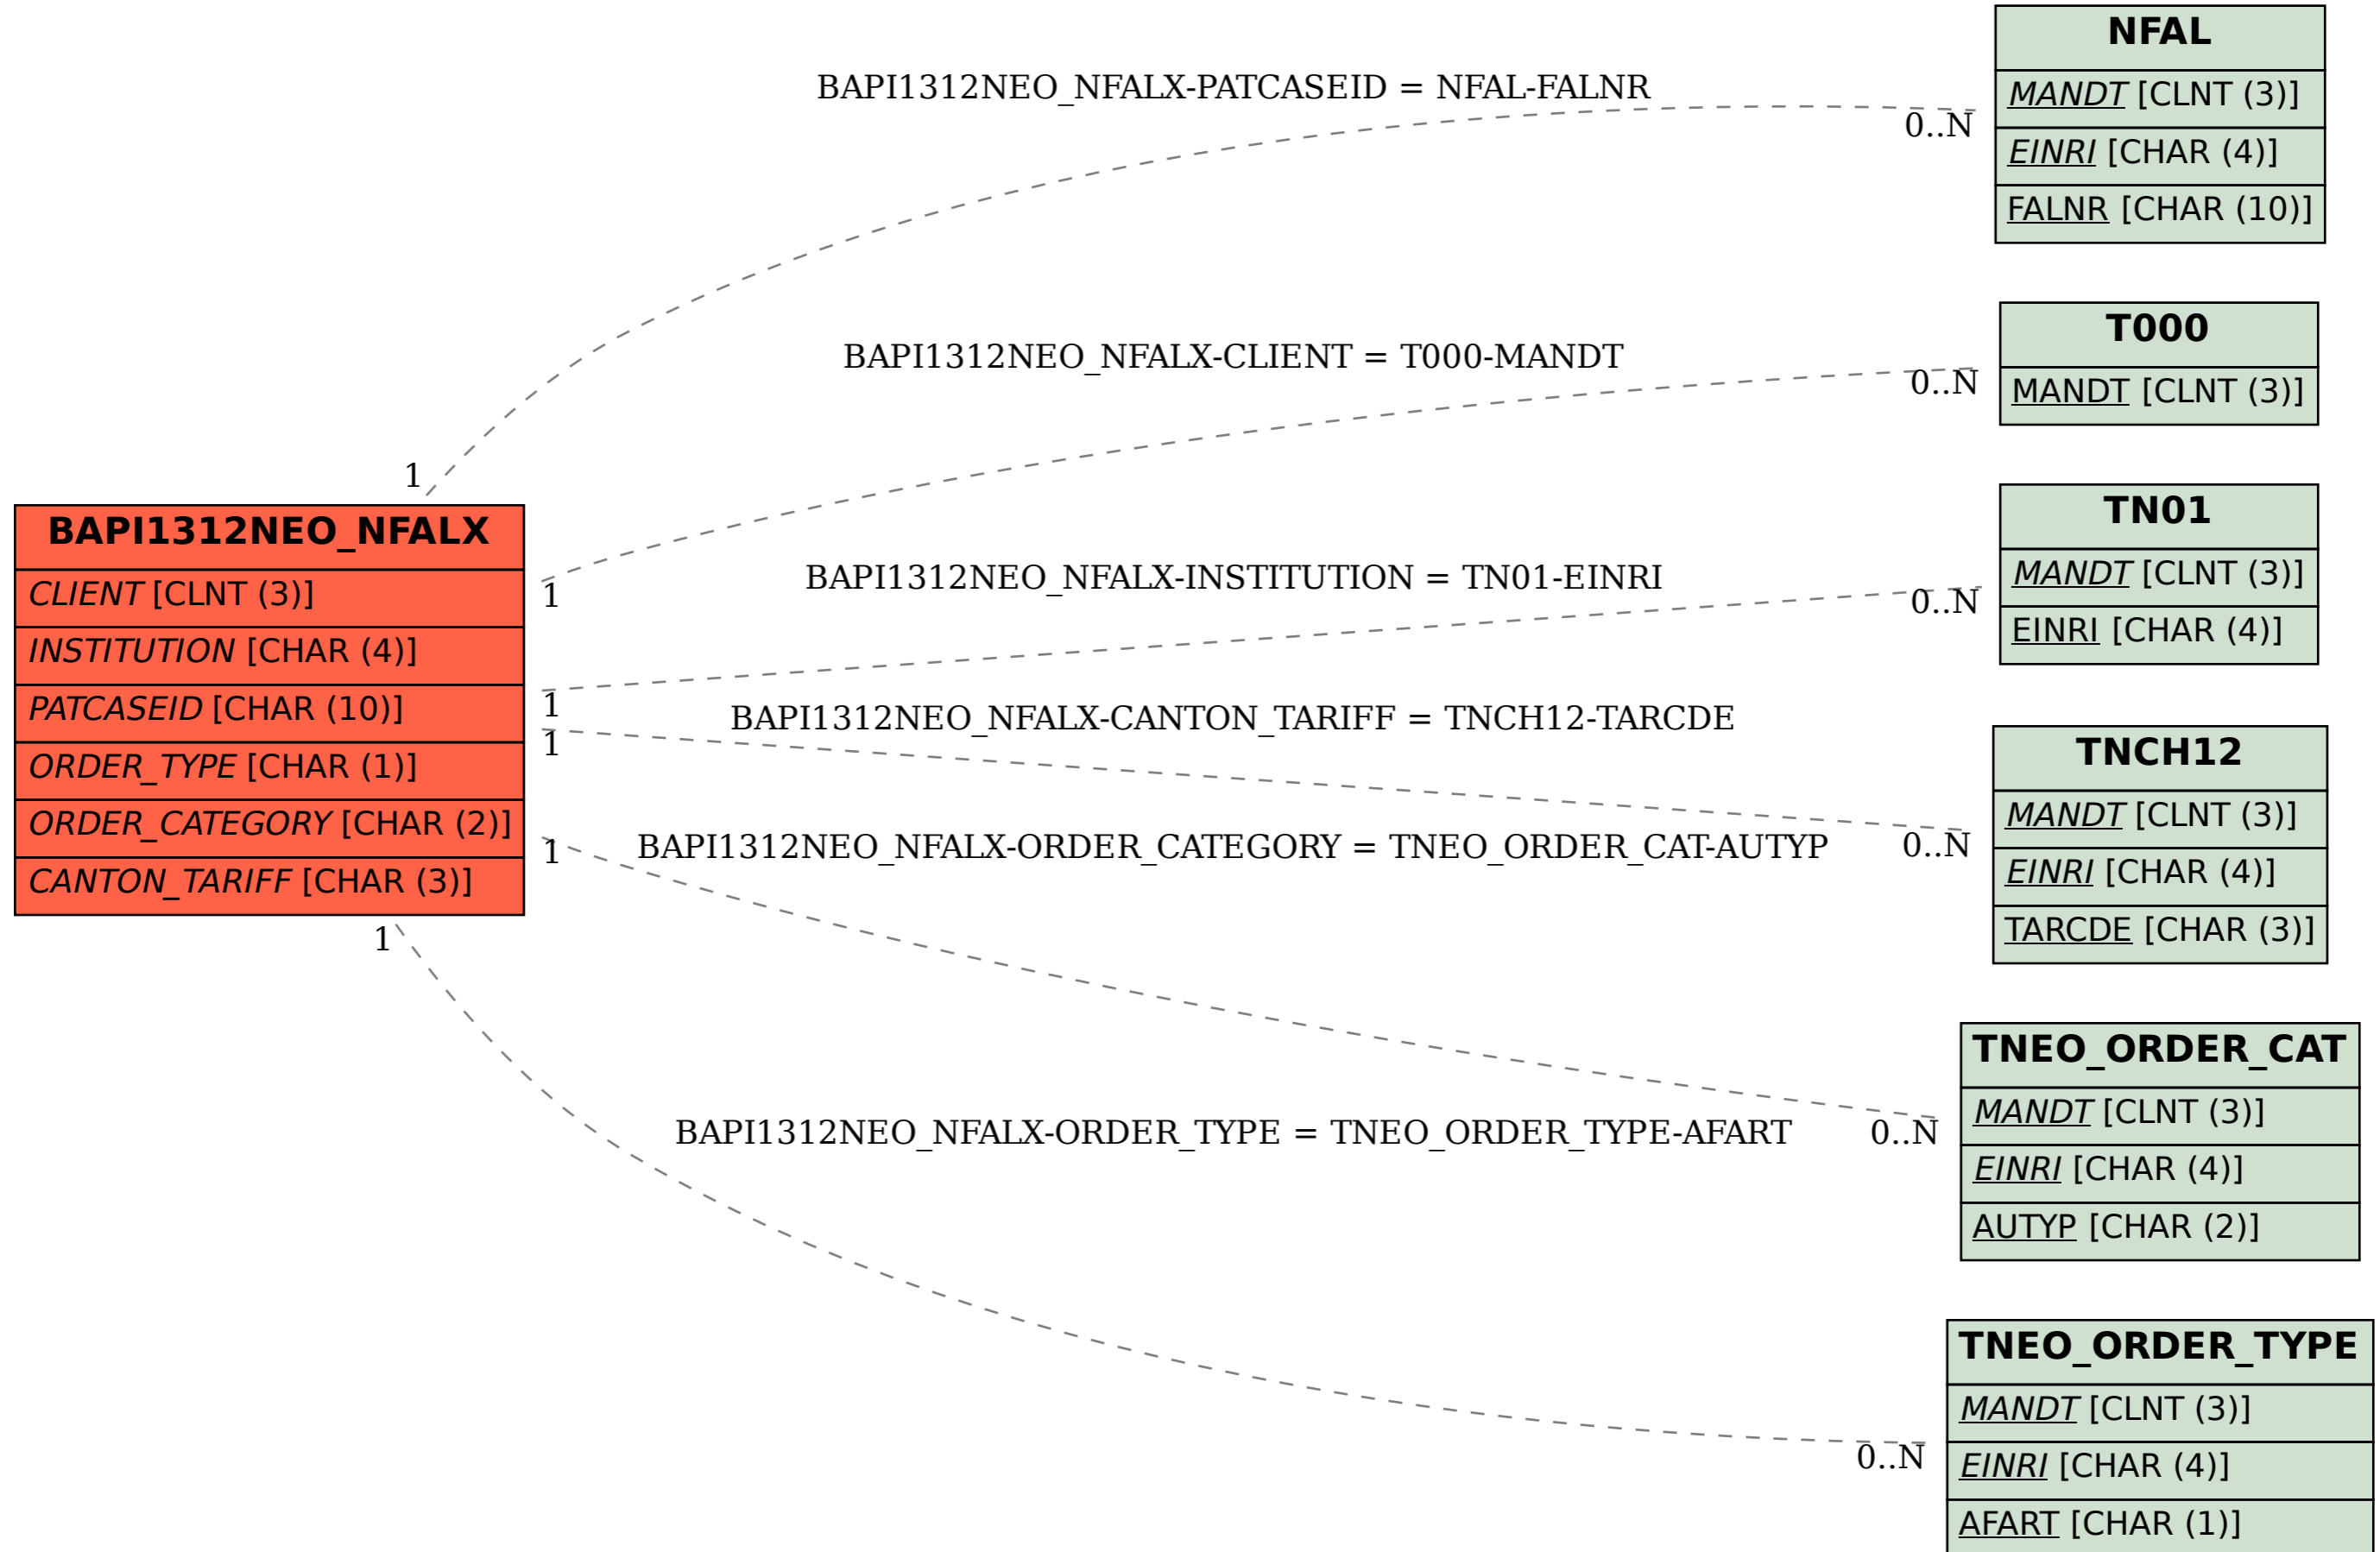 NFAL
MANDT [CLNT (3)]
EINRI [CHAR (4)]
FALNR [CHAR (10)]
BAPI1312NEO_NFALX-PATCASEID = NFAL-FALNR
0..N
1
T000
MANDT [CLNT (3)]
BAPI1312NEO_NFALX-CLIENT = T000-MANDT
0..N
1
BAPI1312NEO_NFALX
CLIENT [CLNT (3)]
INSTITUTION [CHAR (4)]
PATCASEID [CHAR (10)]
ORDER_TYPE [CHAR (1)]
ORDER_CATEGORY [CHAR (2)]
CANTON_TARIFF [CHAR (3)]
TN01
MANDT [CLNT (3)]
EINRI [CHAR (4)]
BAPI1312NEO_NFALX-INSTITUTION = TN01-EINRI
0..N
1
BAPI1312NEO_NFALX-CANTON_TARIFF = TNCH12-TARCDE
1
0..N
TNCH12
MANDT [CLNT (3)]
EINRI [CHAR (4)]
TARCDE [CHAR (3)]
BAPI1312NEO_NFALX-ORDER_CATEGORY = TNEO_ORDER_CAT-AUTYP
1
0..N
TNEO_ORDER_CAT
MANDT [CLNT (3)]
EINRI [CHAR (4)]
AUTYP [CHAR (2)]
1
BAPI1312NEO_NFALX-ORDER_TYPE = TNEO_ORDER_TYPE-AFART
0..N
TNEO_ORDER_TYPE
MANDT [CLNT (3)]
EINRI [CHAR (4)]
AFART [CHAR (1)]